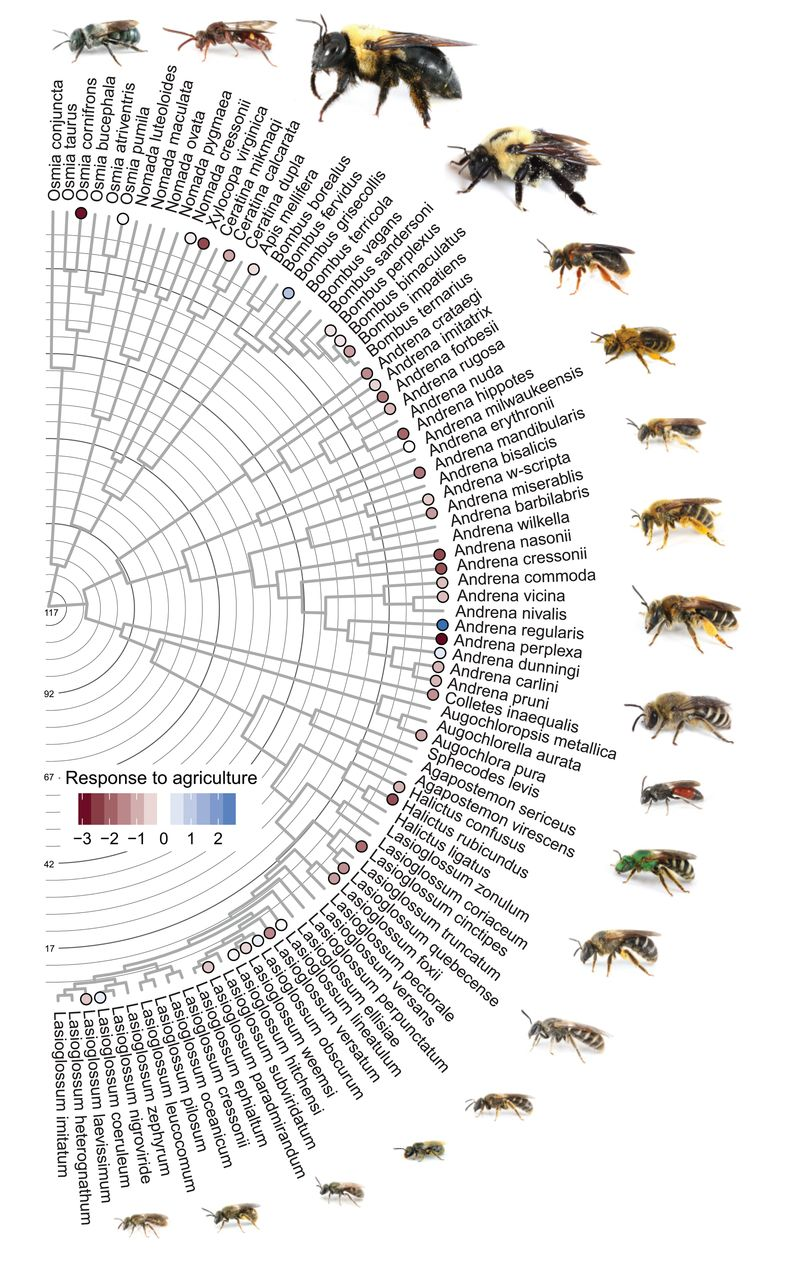 Osmia conjuncta
Osmia taurus
Osmia cornifrons
Osmia bucephala
Osmia atriventris
Osmia pumila
Nomada luteoloides
Nomada maculata
Nomada ovata
Nomada pygmaea
Nomada cressonii
Xylocopa virginica
Ceratina mikmaqi
Ceratina calcarata
Ceratina dupla
Apis mellifera
Bombus borealus
Bombus fervidus
Bombus griseocollis
Bombus terricola
Bombus vagans
Bombus sandersoni
Bombus perplexus
Bombus bimaculatus
Bombus impatiens
Bombus ternarius
Andrena crataegi
Andrena imitatrix
Andrena forbesii
Andrena rugosa
Andrena nuda
Andrena hippotes
Andrena milwaukeensis
Andrena erythronii
Andrena mandibularis
Andrena bisalicis
Andrena w-scripta
Andrena miserablis
Andrena barbilabris
Andrena wilkella
Andrena nasonii
Andrena cressonii
Andrena commoda
Andrena vicina
Andrena nivalis
Andrena regularis
Andrena perplexa
Andrena dunningi
Andrena carlini
Andrena pruni
Colletes inaequalis
Augochloropsis metallica
Augochlorella aurata
Augochlora pura
Sphecodes levis
Agapostemon sericeus
Agapostemon virescens
Halictus confusus
Halictus rubicundus
Halictus ligatus
Lasioglossum zonulum
Lasioglossum coriaceum
Lasioglossum cinctipes
Lasioglossum truncatum
Lasioglossum quebecense
Lasioglossum foxii
Lasioglossum pectorale
Lasioglossum versans
Lasioglossum perpunctatum
Lasioglossum ellisiae
Lasioglossum lineatulum
Lasioglossum versatum
Lasioglossum obscurum
Lasioglossum weemsi
Lasioglossum hitchensi
Lasioglossum subviridatum
Lasioglossum paradmirandum
Lasioglossum ephialtum
Lasioglossum cressonii
Lasioglossum oceanicum
Lasioglossum pilosum
Lasioglossum leucocomum
Lasioglossum zephyrum
Lasioglossum nigroviride
Lasioglossum coeruleum
Lasioglossum laevissimum
Lasioglossum heterognathum
Lasioglossum imitatum
117
92
67
Response to agriculture
−3 −2 −1 0 1 2
42
17